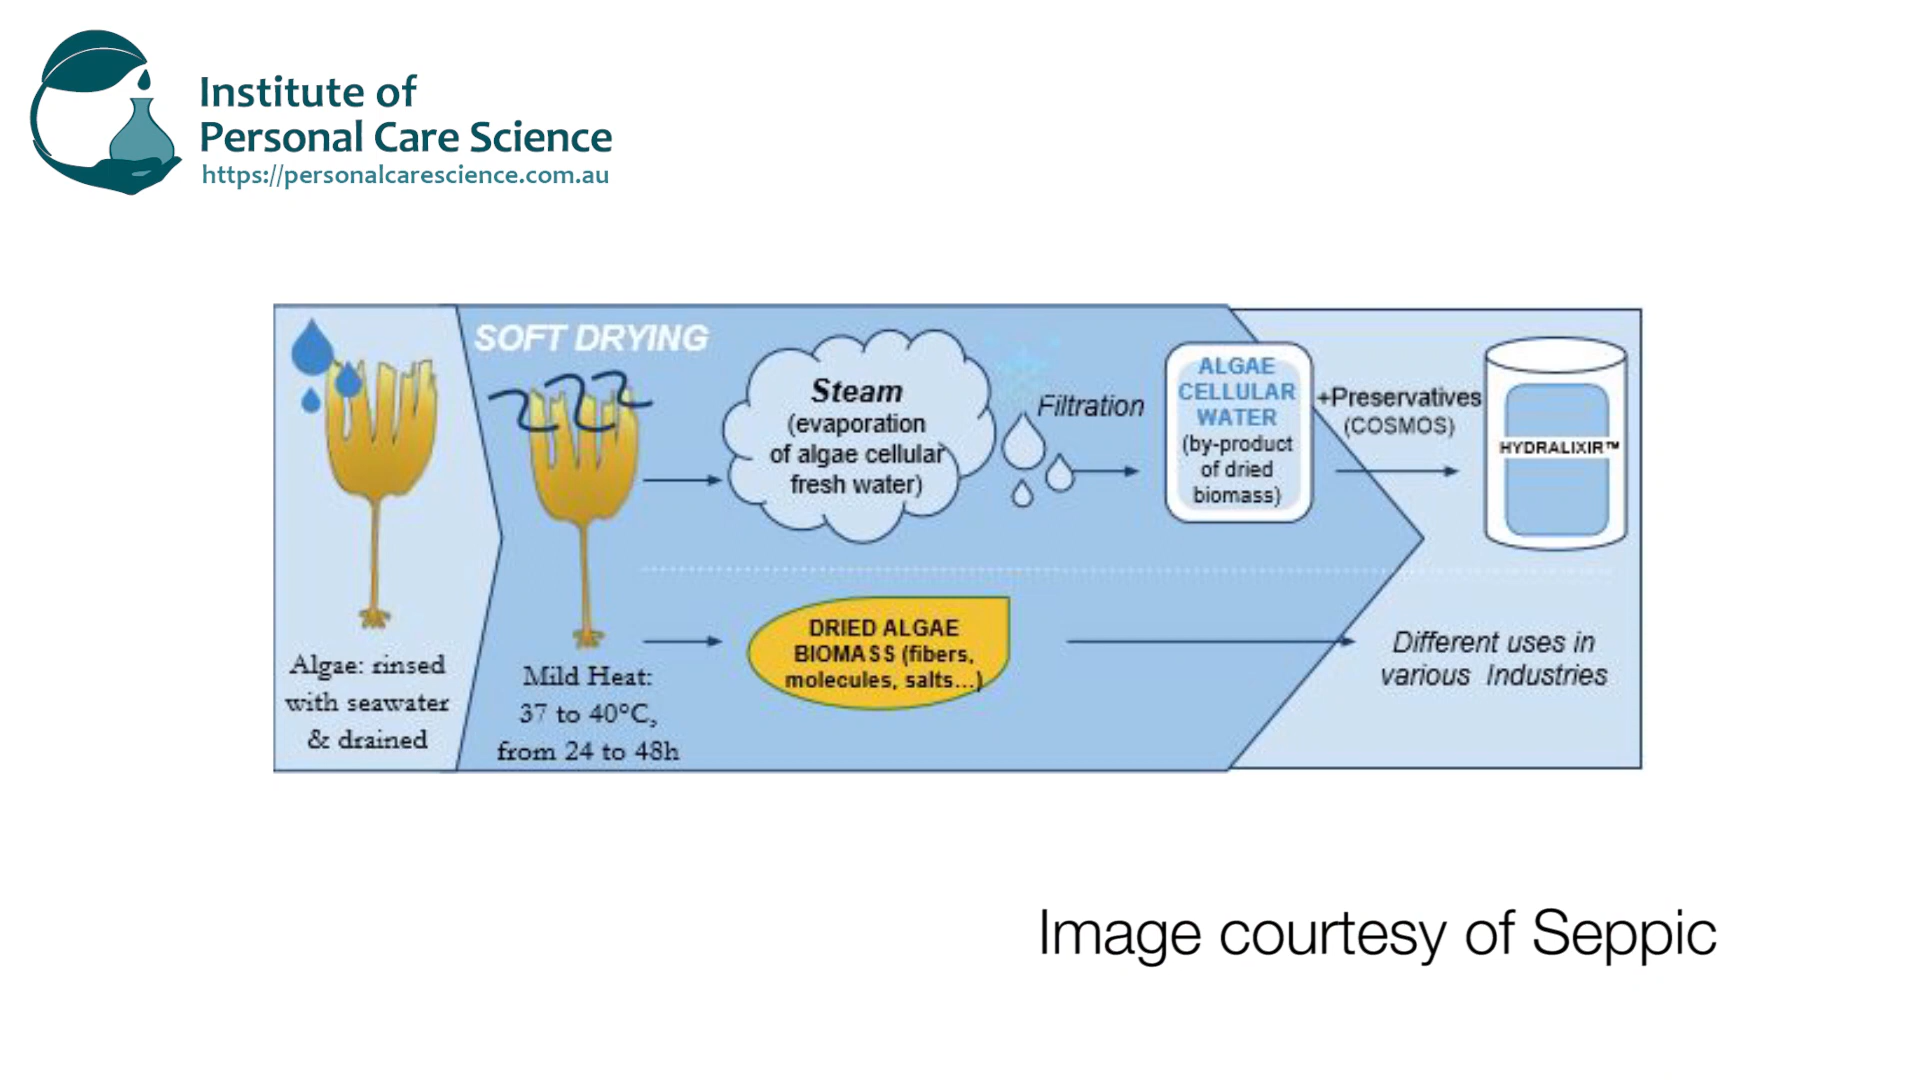 Institute of
Personal Care Science
https://personalcarescience.com.au
SOFT DRYING
Algae: rinsed
with seawater
& drained
Mild Heat:
37 to 40°C,
from 24 to 48h
Steam
(evaporation
of algae cellular
fresh water)
Filtration
ALGAE
CELLULAR
WATER
(by-product
of dried
biomass)
+Preservatives
(COSMOS)
HYDRALIXIR™
DRIED ALGAE
BIOMASS (fibers,
molecules, salts...)
Different uses in
various Industries
Image courtesy of Seppic